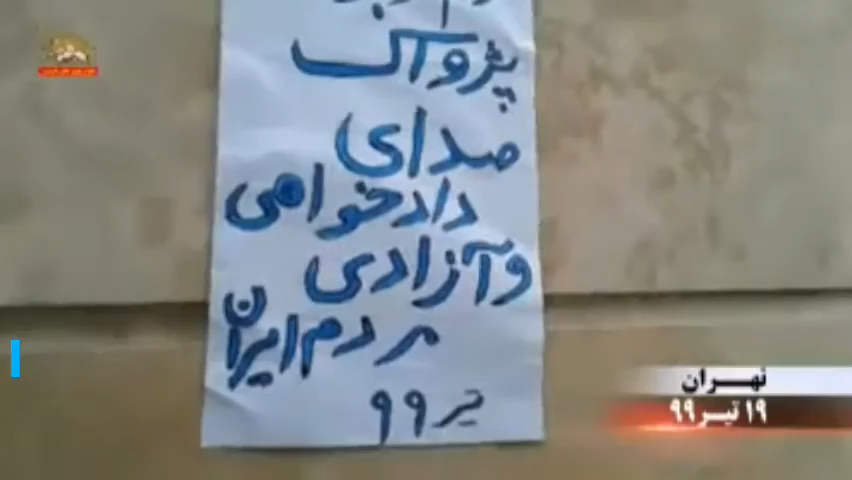 پژواک
صدای
دادخواهی
و آزادی
مردم ایران
تیر ۹۹
تهران
۱۹ تیر ۹۹